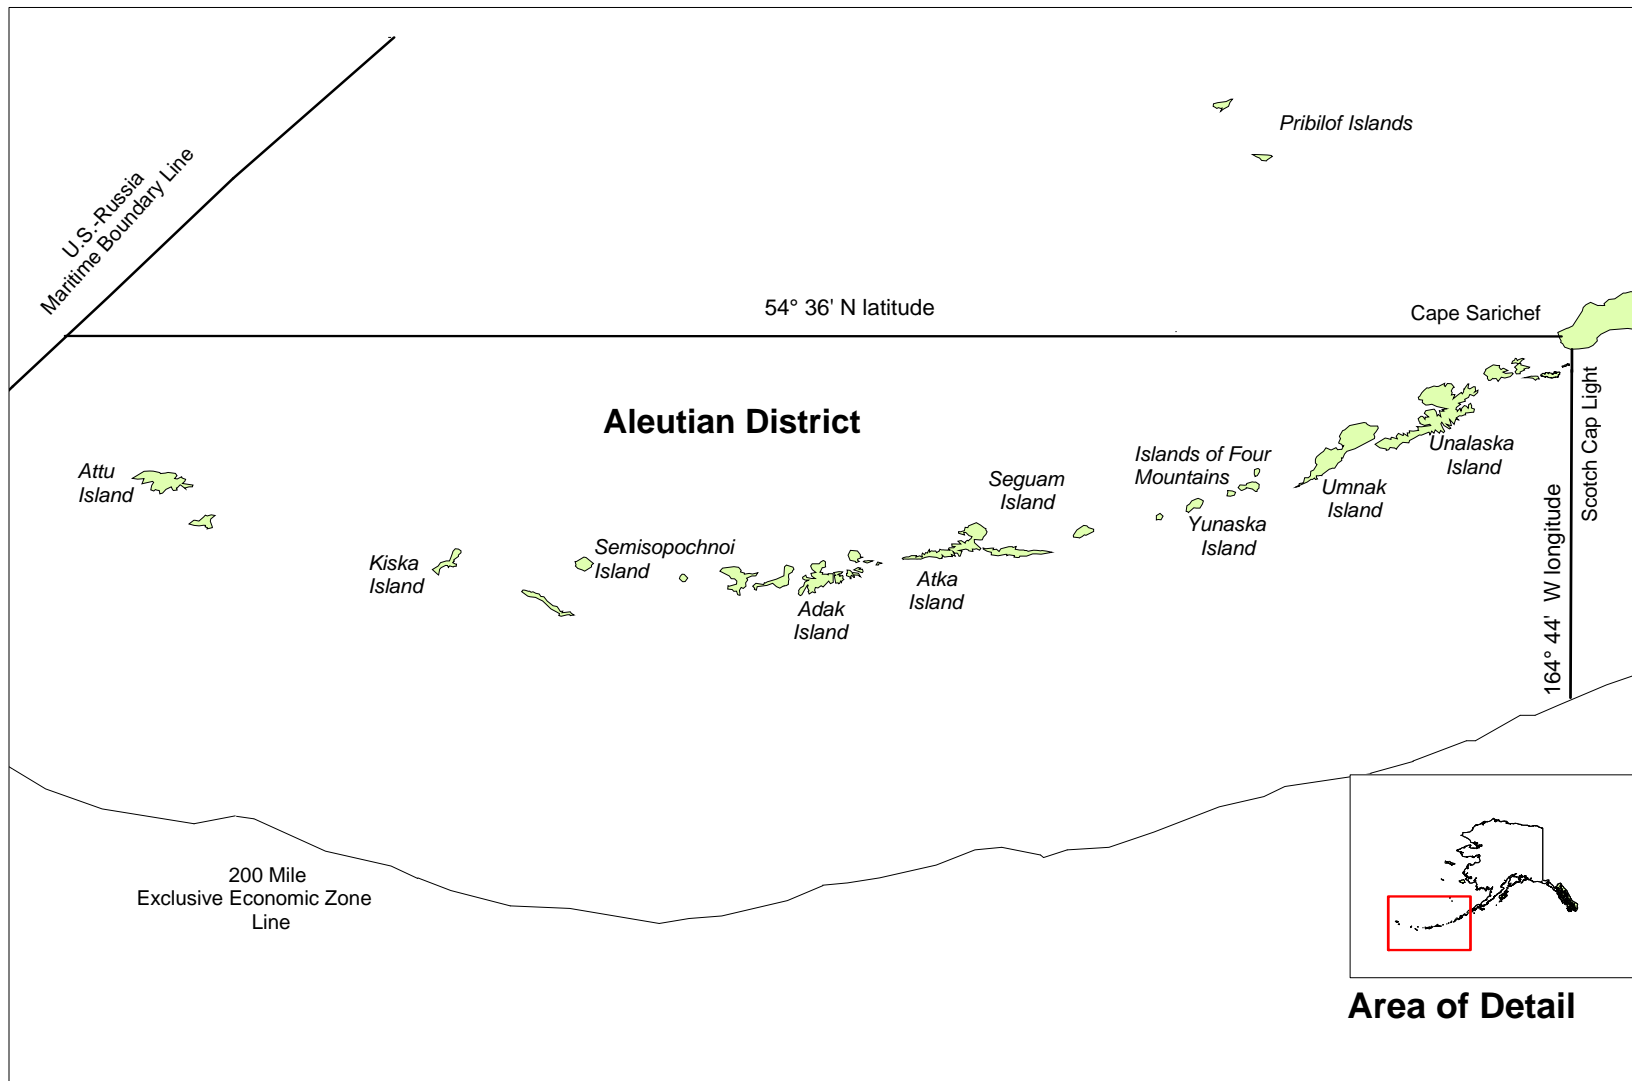 Pribilof Islands
U.S.-Russia
Maritime Boundary Line
54° 36' N latitude
Cape Sarichef
Scotch Cap Light
Aleutian District
Attu
Island
Kiska
Island
Semisopochnoi
Island
Adak
Island
Atka
Island
Seguam
Island
Islands of Four
Mountains
Yunaska
Island
Umnak
Island
Unalaska
Island
164° 44' W longitude
200 Mile
Exclusive Economic Zone
Line
Area of Detail